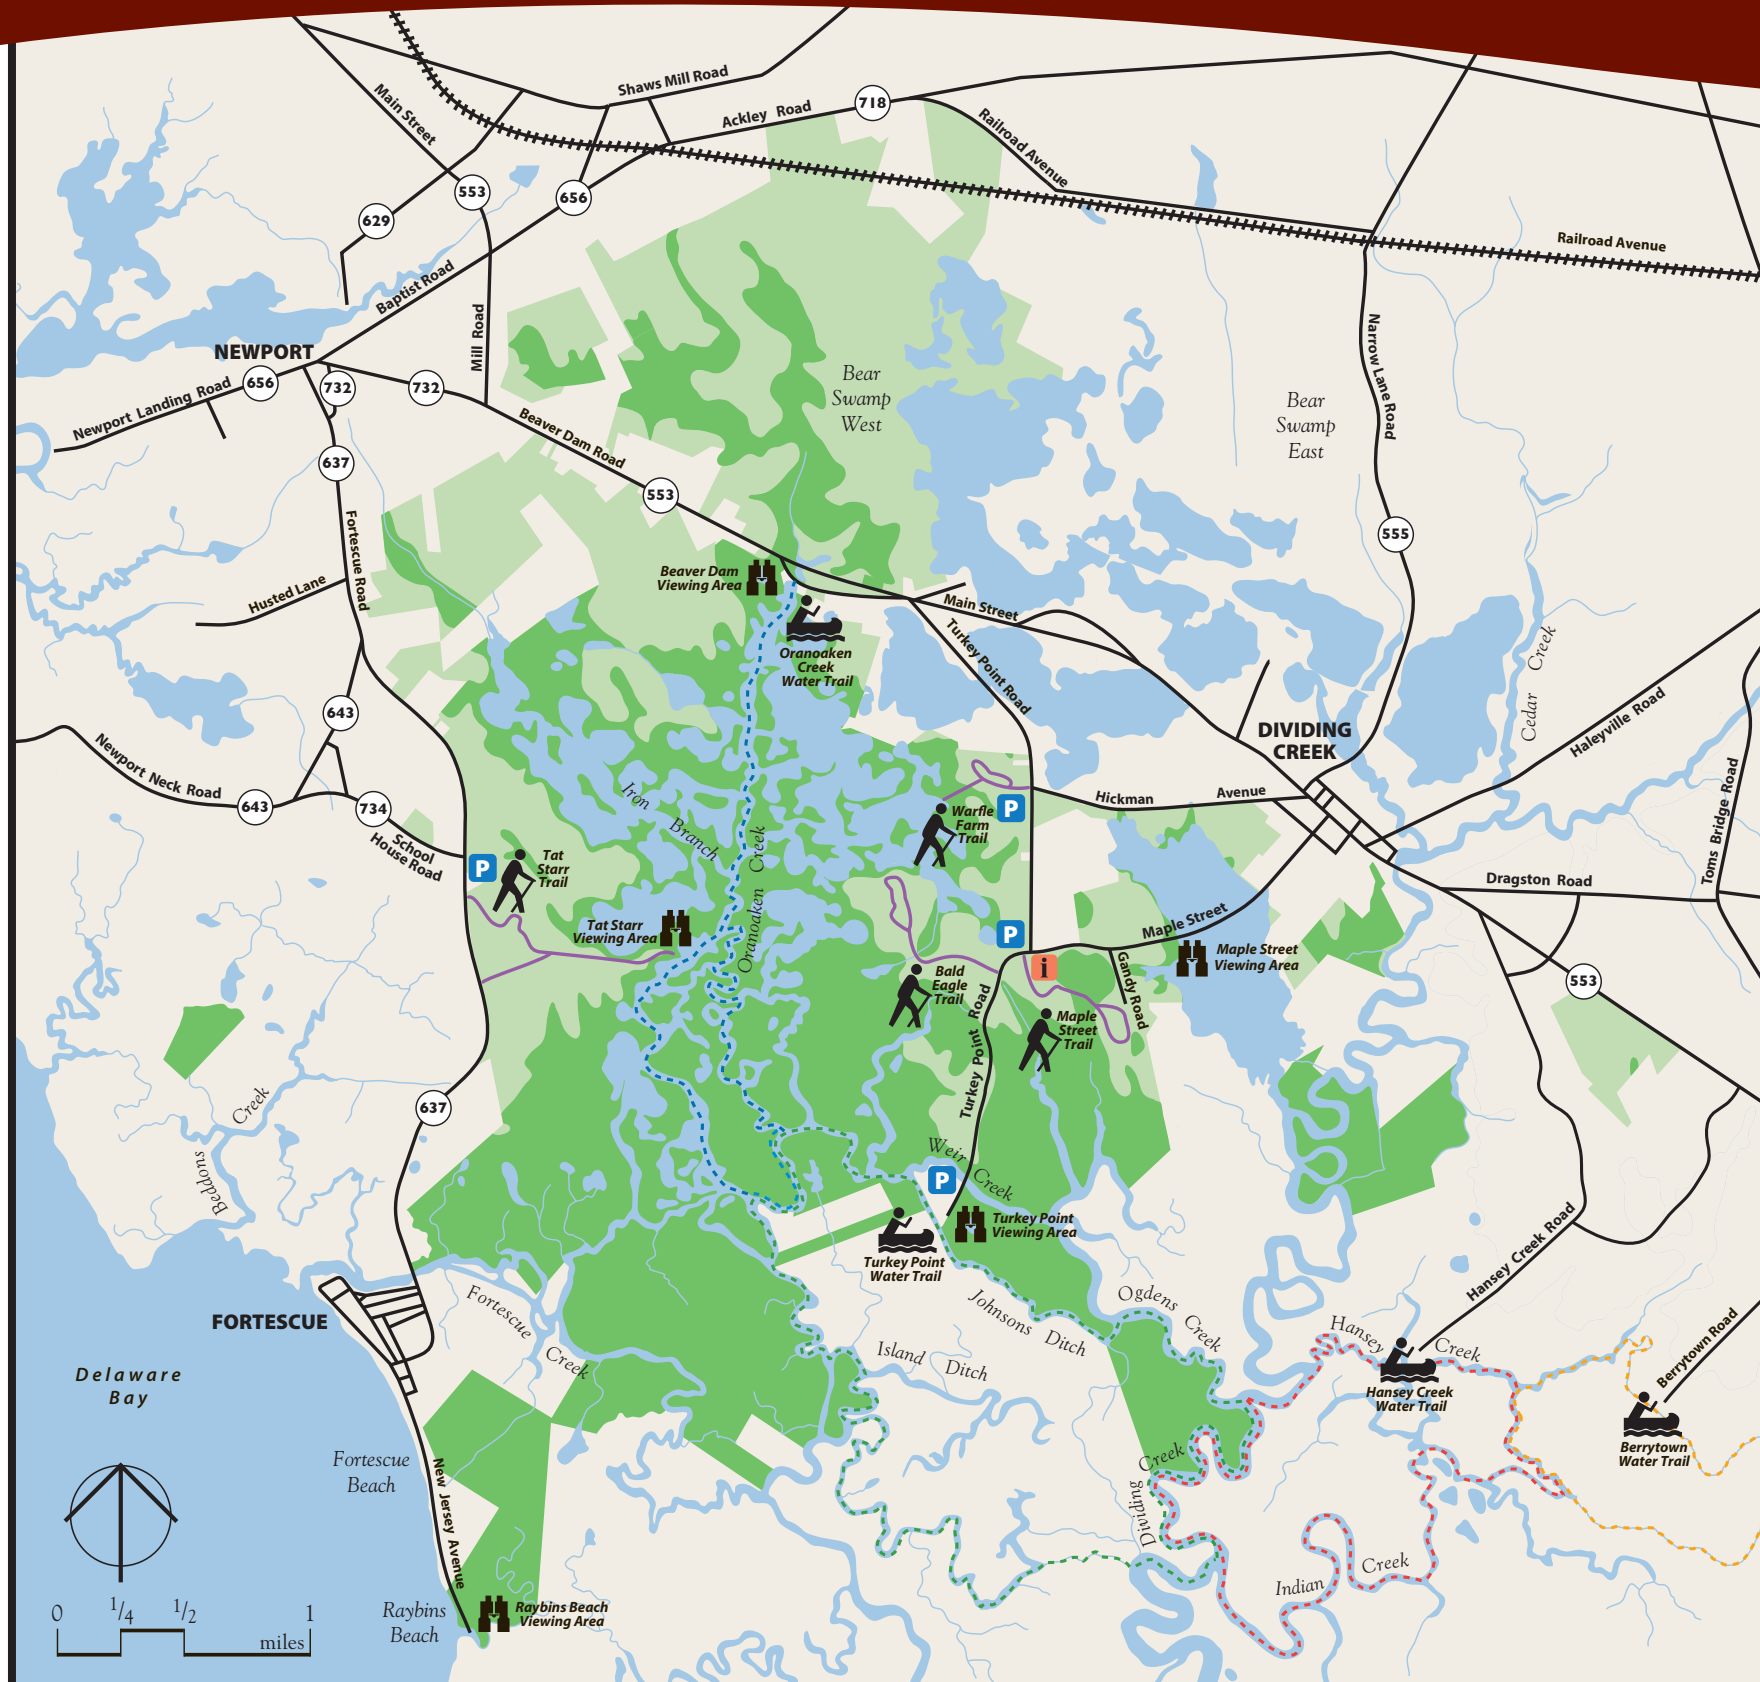 Shaws Mill Road
Main Street
Ackley Road
718
Railroad Avenue
553
656
629
Railroad Avenue
Baptist Road
Mill Road
NEWPORT
656
732
732
Newport Landing Road
Narrow Lane Road
Bear
Swamp
West
Bear
Swamp
East
Beaver Dam Road
637
553
555
Fortescue Road
Husted Lane
Beaver Dam
Viewing Area
Main Street
Turkey Point Road
Oranoaken
Creek
Water Trail
Cedar Creek
Haleyville Road
643
DIVIDING
CREEK
Newport Neck Road
643
734
School
House Road
Iron Branch
Hickman Avenue
P
Warfle
Farm
Trail
Toms Bridge Road
P
Tat
Starr
Trail
Oranoaken Creek
Dragston Road
Tat Starr
Viewing Area
P
Maple Street
i
Maple Street
Viewing Area
Gandy Road
Bald
Eagle
Trail
553
Maple
Street
Trail
Turkey Point Road
Beddons Creek
637
Weir Creek
P
Turkey Point
Viewing Area
Turkey Point
Water Trail
Hansey Creek Road
Fortescue Creek
Johnsons Ditch
Ogdens Creek
FORTESCUE
Island Ditch
Hansey Creek
Berrytown Road
Delaware
Bay
Hansey Creek
Water Trail
Berrytown
Water Trail
Fortescue
Beach
New Jersey Avenue
Dividing Creek
Indian Creek
0 1/4 1/2 1
miles
Raybins
Beach
Raybins Beach
Viewing Area